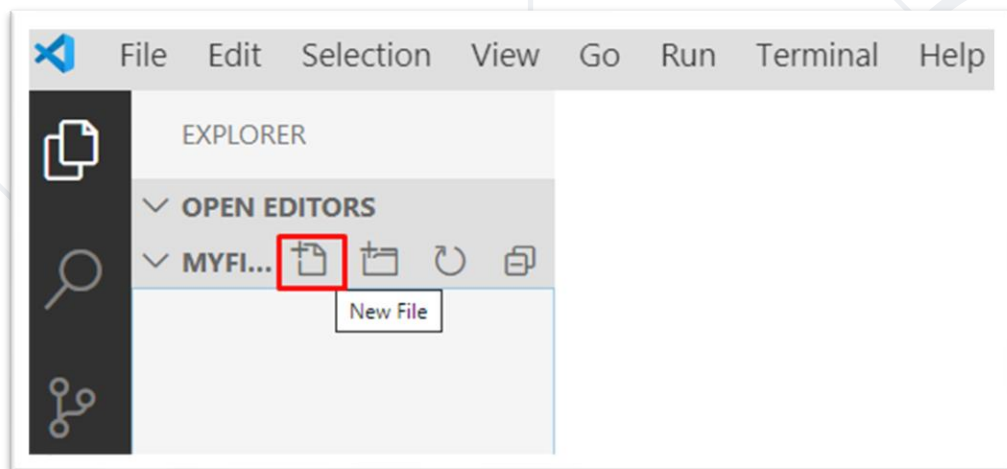 File Edit Selection View Go Run Terminal Help
EXPLORER
OPEN EDITORS
MYFI...
New File